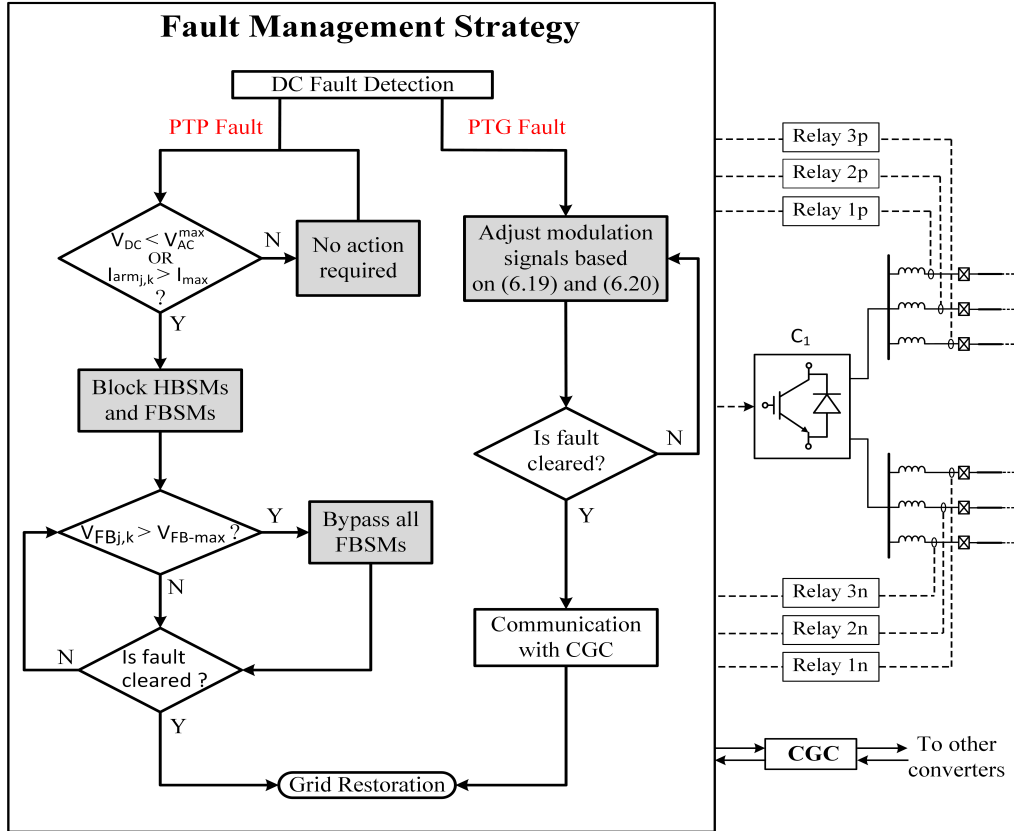 Fault Management Strategy
DC Fault Detection
PTP Fault
PTG Fault
V_DC < V_AC^max
OR
I_armj,k > I_max
?
N
Y
No action
required
Block HBSMs
and FBSMs
V_FBj,k > V_FB-max ?
Y
N
Bypass all
FBSMs
Is fault
cleared ?
N
Y
Adjust modulation
signals based
on (6.19) and (6.20)
Is fault
cleared?
N
Y
Communication
with CGC
Grid Restoration
Relay 3p
Relay 2p
Relay 1p
C1
Relay 3n
Relay 2n
Relay 1n
CGC
To other
converters